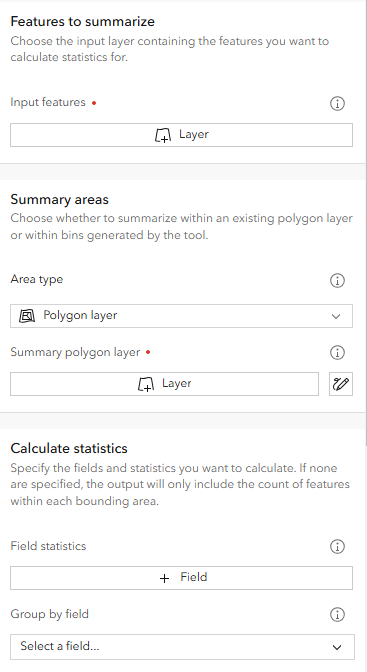 Features to summarize
Choose the input layer containing the features you want to
calculate statistics for.
Input features •
Layer
Summary areas
Choose whether to summarize within an existing polygon layer
or within bins generated by the tool.
Area type
Polygon layer
Summary polygon layer •
Layer
Calculate statistics
Specify the fields and statistics you want to calculate. If none
are specified, the output will only include the count of features
within each bounding area.
Field statistics
+ Field
Group by field
Select a field...